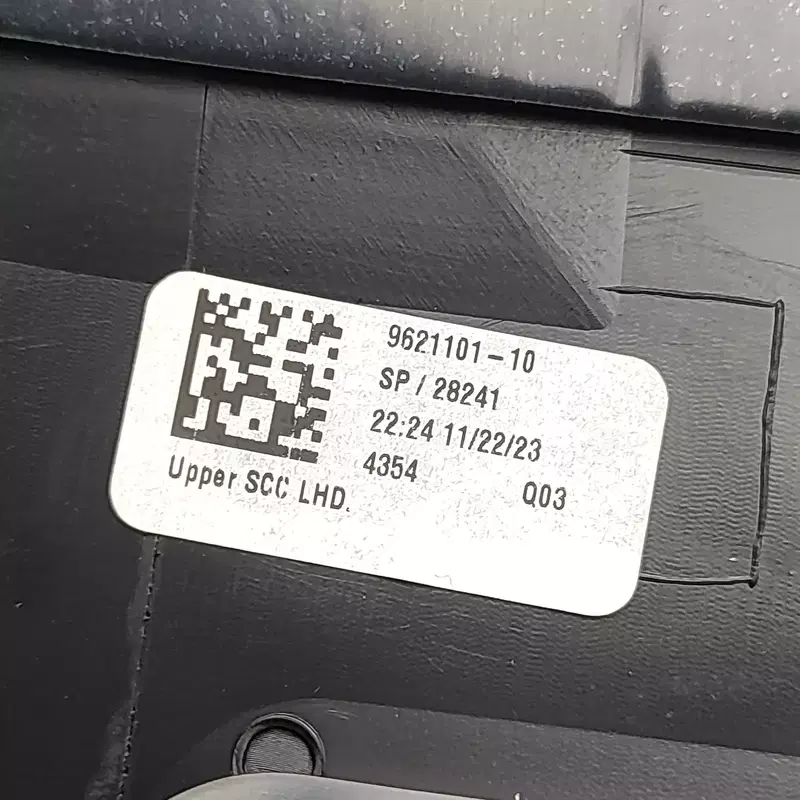 9621101-10
SP / 28241
22:24 11/22/23
4354 Q03
Upper SCC LHD.